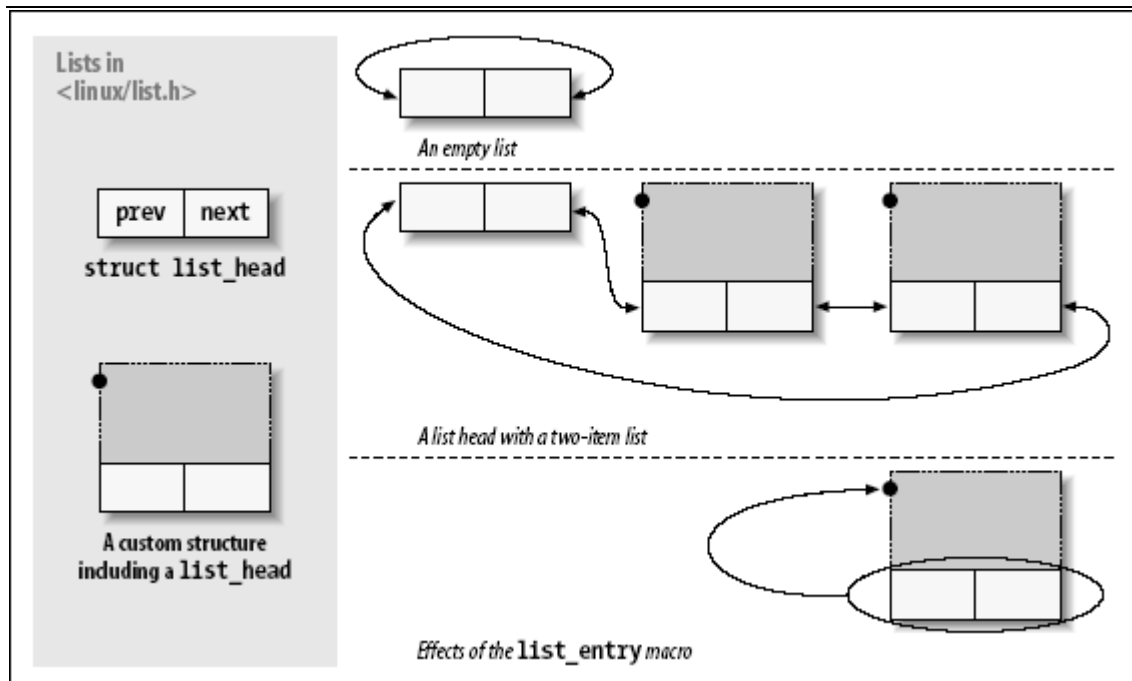 Lists in
<linux/list.h>
prev next
struct list_head
A custom structure
including a list_head
An empty list
A list head with a two-item list
Effects of the list_entry macro